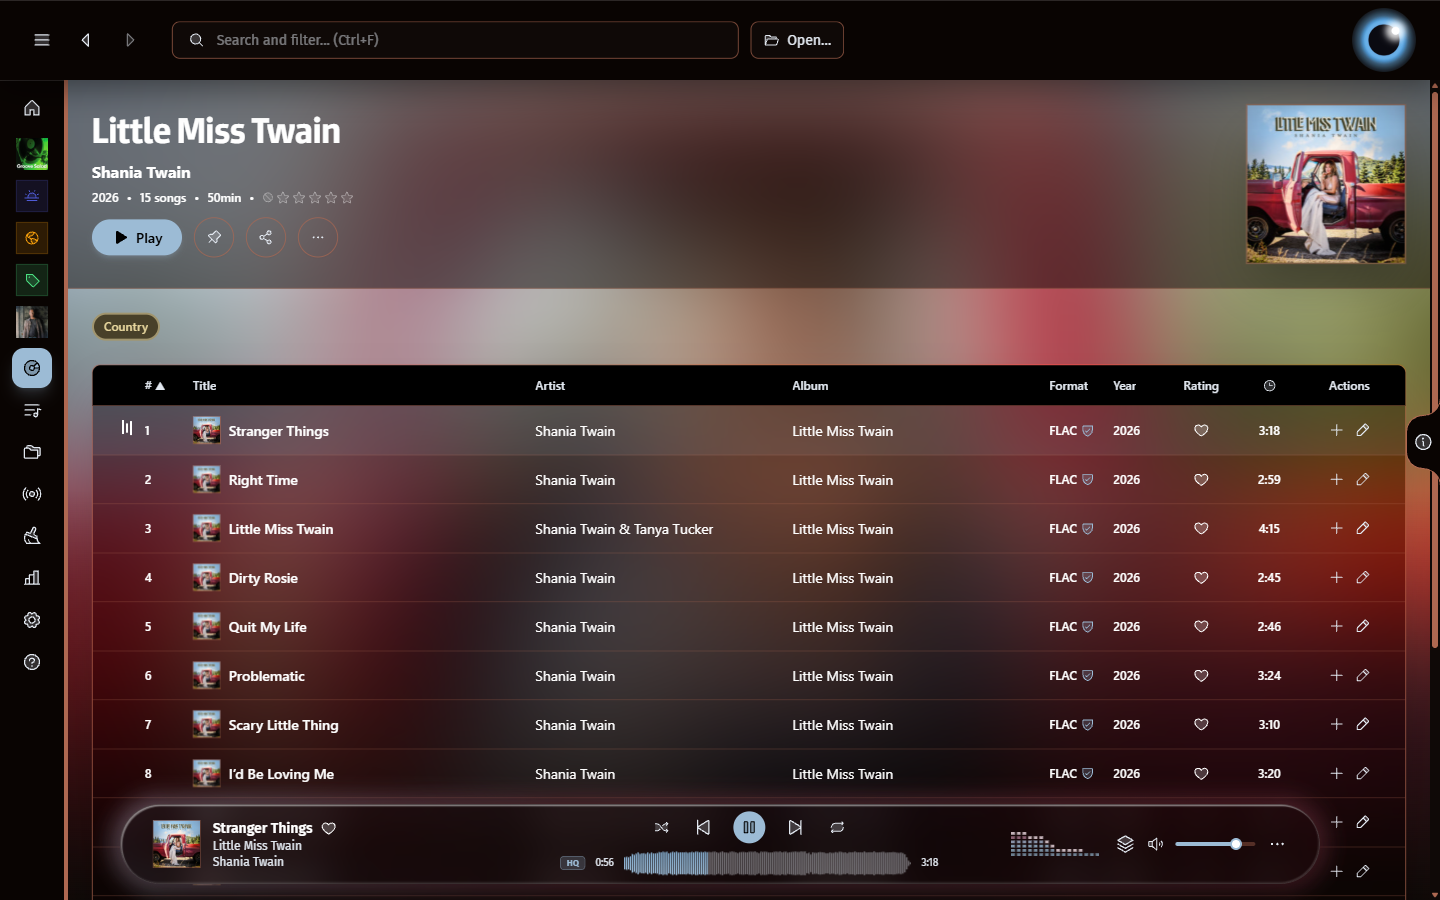 Search and filter... (Ctrl+F)
Open...
Little Miss Twain
Shania Twain
2026 • 15 songs • 50min •
Play
LITTLE MISS TWAIN
SHANIA TWAIN
Country
# Title Artist Album Format Year Rating Actions
1 Stranger Things Shania Twain Little Miss Twain FLAC 2026 3:18
2 Right Time Shania Twain Little Miss Twain FLAC 2026 2:59
3 Little Miss Twain Shania Twain & Tanya Tucker Little Miss Twain FLAC 2026 4:15
4 Dirty Rosie Shania Twain Little Miss Twain FLAC 2026 2:45
5 Quit My Life Shania Twain Little Miss Twain FLAC 2026 2:46
6 Problematic Shania Twain Little Miss Twain FLAC 2026 3:24
7 Scary Little Thing Shania Twain Little Miss Twain FLAC 2026 3:10
8 I'd Be Loving Me Shania Twain Little Miss Twain FLAC 2026 3:20
Stranger Things
Little Miss Twain
Shania Twain
HQ 0:56 3:18